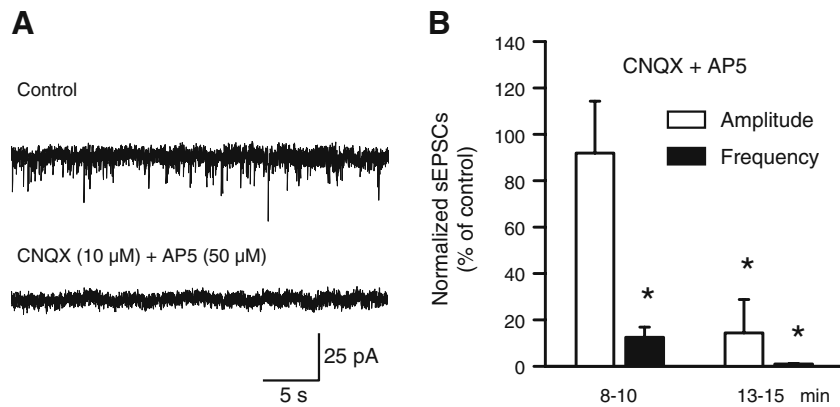 A
Control
CNQX (10 µM) + AP5 (50 µM)
25 pA
5 s
B
Normalized sEPSCs
(% of control)
140
120
100
80
60
40
20
0
CNQX + AP5
Amplitude
Frequency
*
*
*
8-10
13-15 min